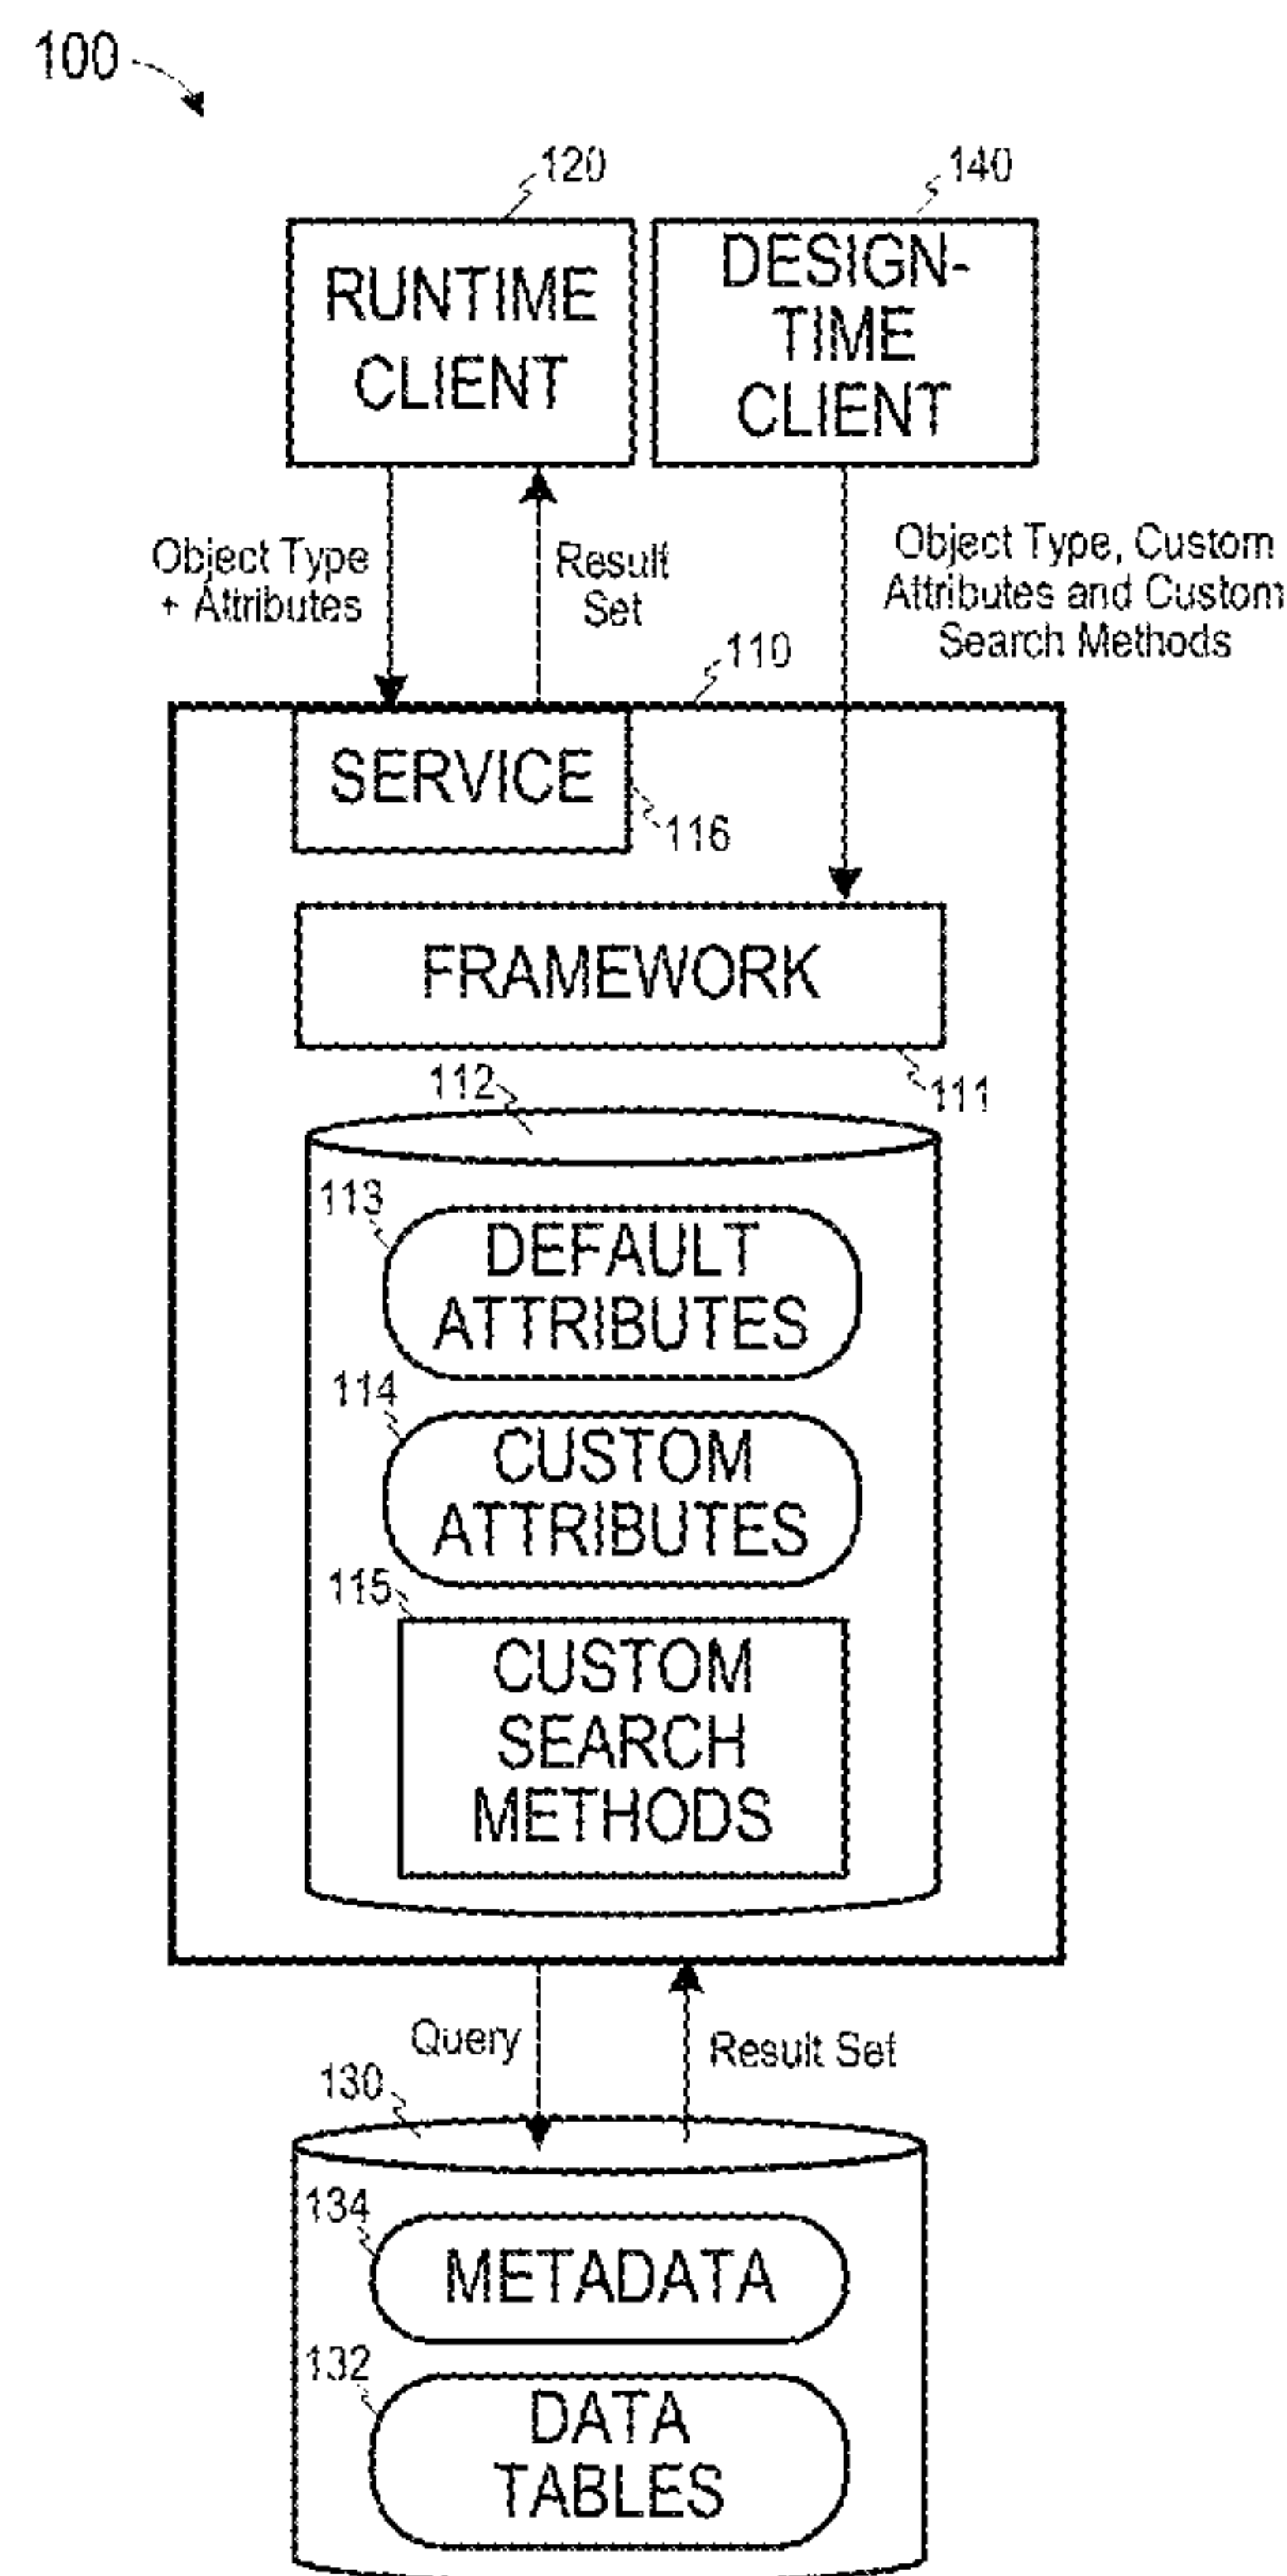 100
120
140
RUNTIME
CLIENT
DESIGN-
TIME
CLIENT
Object Type
+ Attributes
Result
Set
Object Type, Custom
Attributes and Custom
Search Methods
110
SERVICE
116
FRAMEWORK
111
112
113
DEFAULT
ATTRIBUTES
114
CUSTOM
ATTRIBUTES
115
CUSTOM
SEARCH
METHODS
Query
Result Set
130
134
METADATA
132
DATA
TABLES